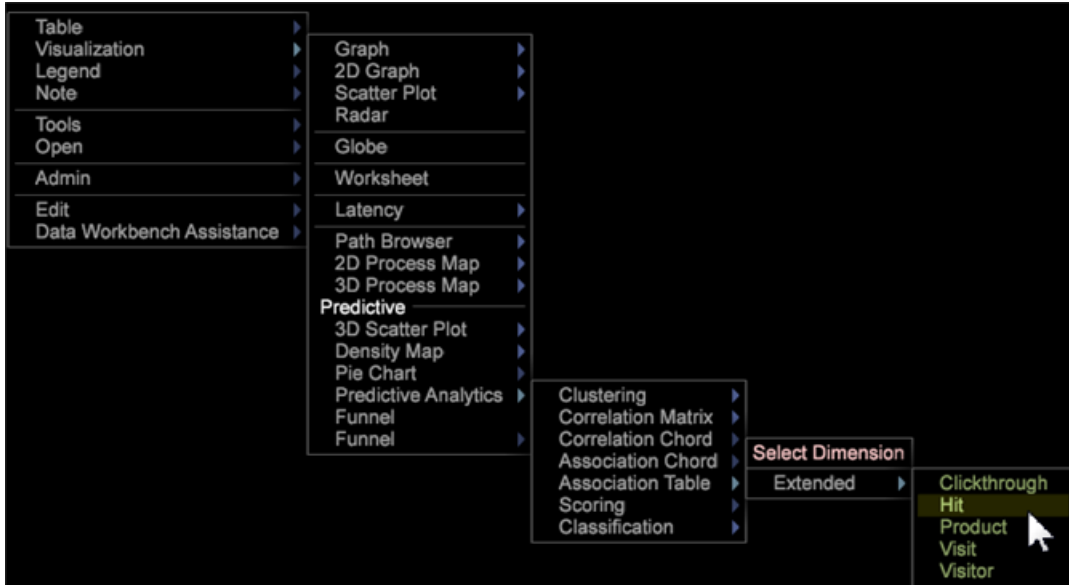 Table
Visualization
Legend
Note
Tools
Open
Admin
Edit
Data Workbench Assistance
Graph
2D Graph
Scatter Plot
Radar
Globe
Worksheet
Latency
Path Browser
2D Process Map
3D Process Map
Predictive
3D Scatter Plot
Density Map
Pie Chart
Predictive Analytics
Funnel
Funnel
Clustering
Correlation Matrix
Correlation Chord
Association Chord
Association Table
Scoring
Classification
Select Dimension
Extended
Clickthrough
Hit
Product
Visit
Visitor